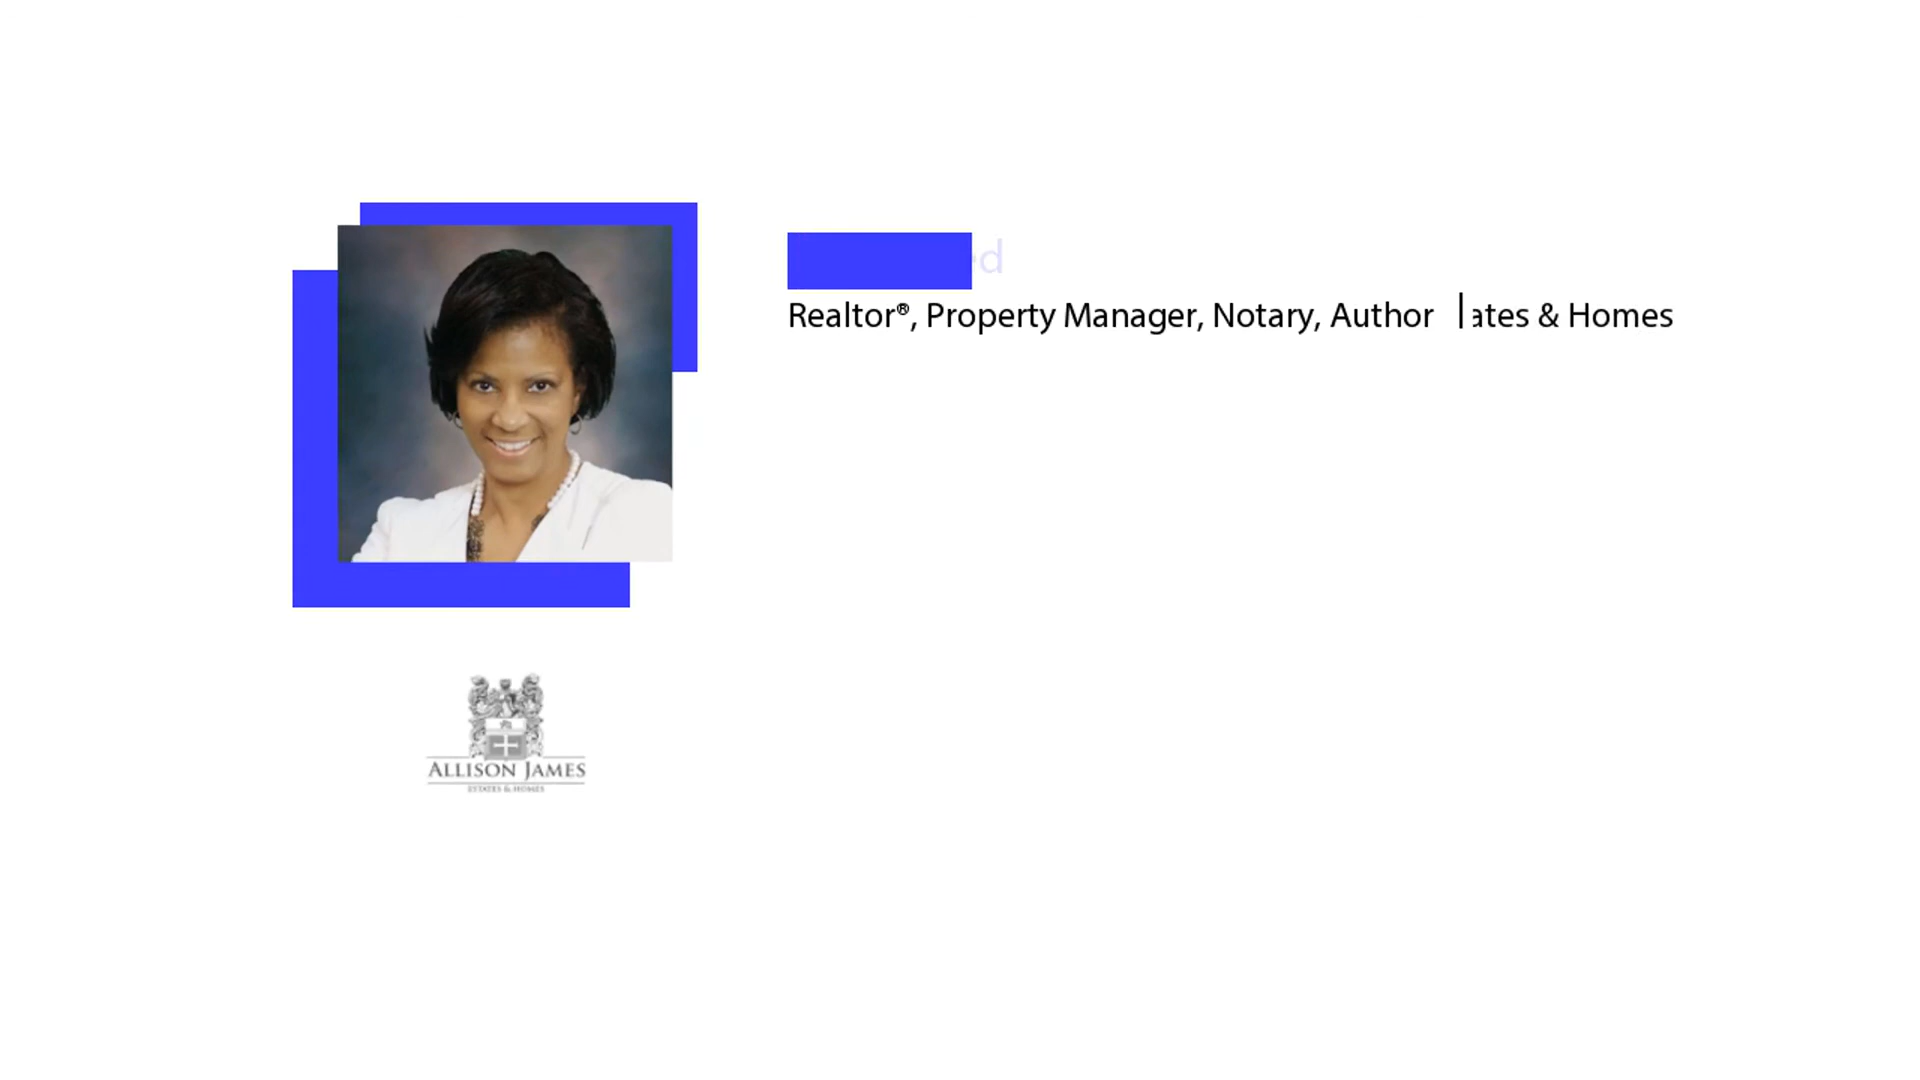 Realtor®, Property Manager, Notary, Author
ates & Homes
ALLISON JAMES
ESTATES & HOMES